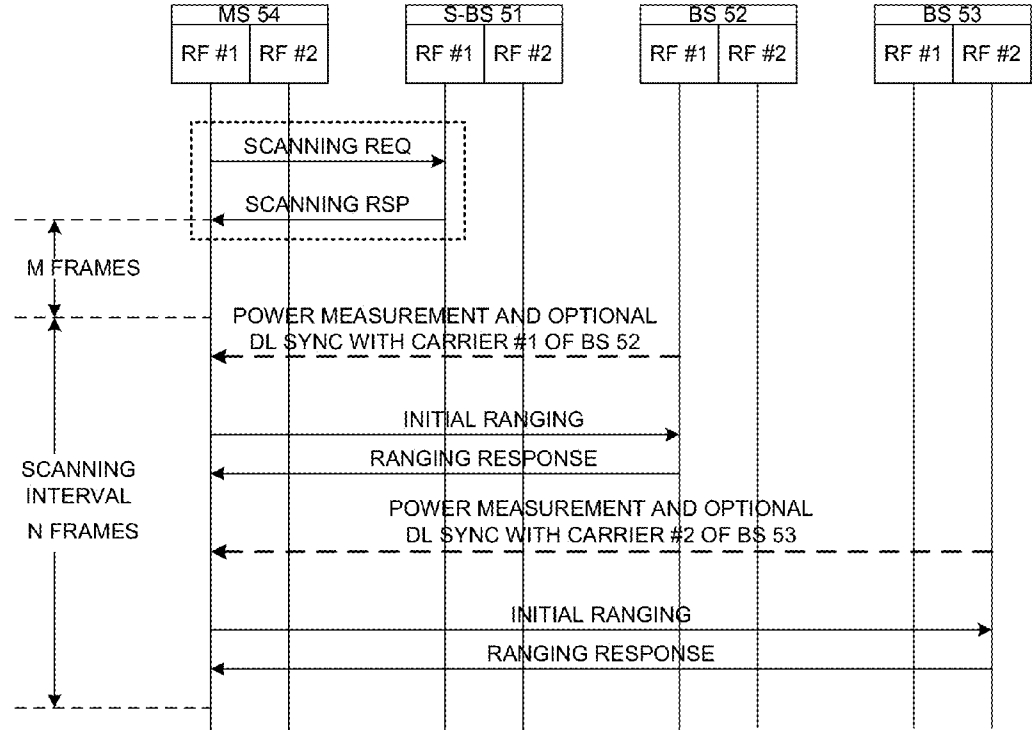 MS 54 S-BS 51 BS 52 BS 53
RF #1 RF #2 RF #1 RF #2 RF #1 RF #2 RF #1 RF #2
SCANNING REQ
SCANNING RSP
M FRAMES
POWER MEASUREMENT AND OPTIONAL
DL SYNC WITH CARRIER #1 OF BS 52
INITIAL RANGING
RANGING RESPONSE
SCANNING
INTERVAL
N FRAMES
POWER MEASUREMENT AND OPTIONAL
DL SYNC WITH CARRIER #2 OF BS 53
INITIAL RANGING
RANGING RESPONSE